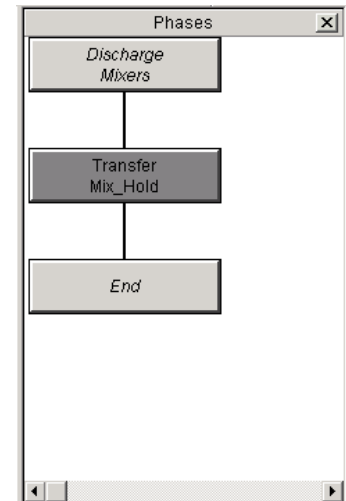 Phases
Discharge
Mixers
Transfer
Mix_Hold
End